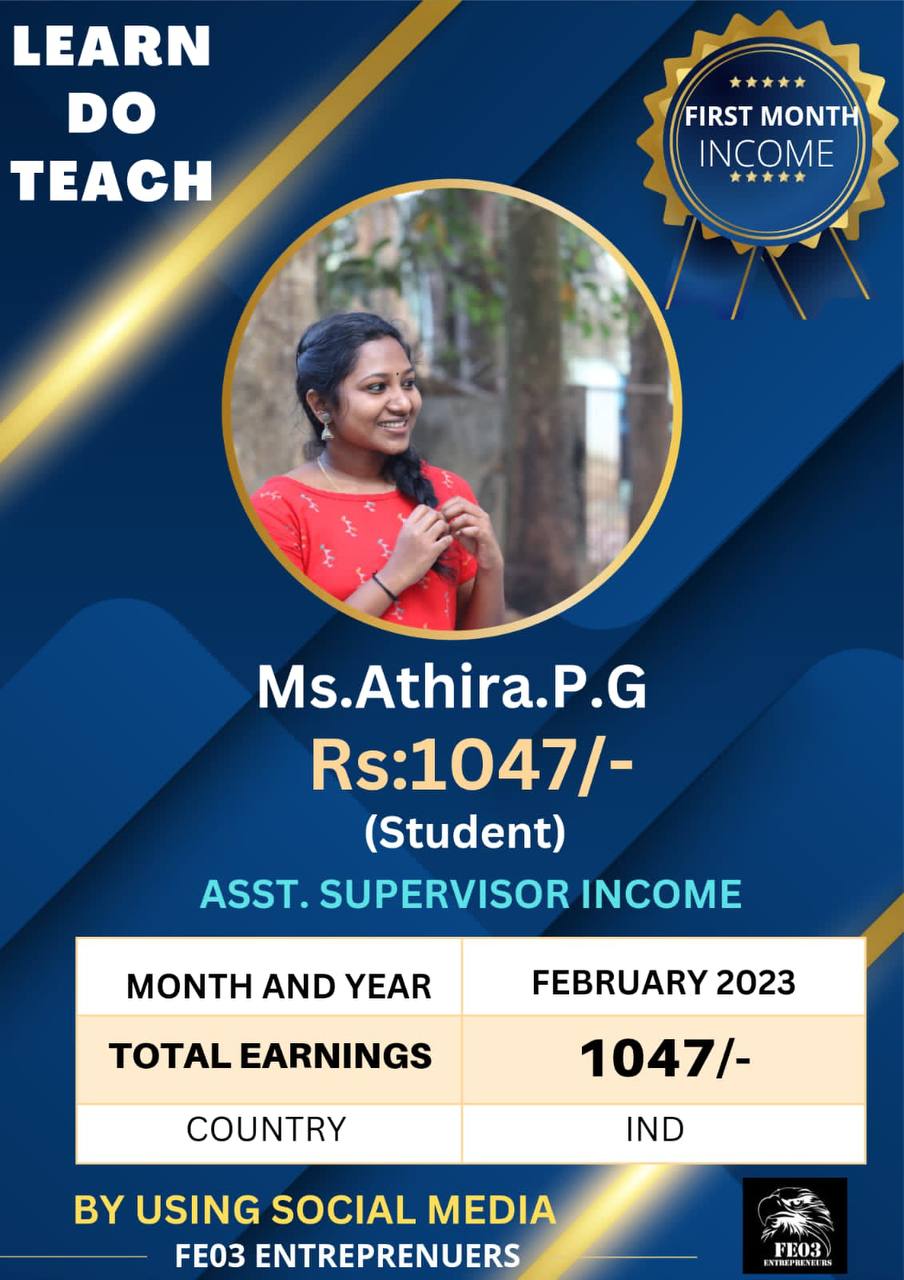 LEARN
DO
TEACH
FIRST MONTH
INCOME
Ms.Athira.P.G
Rs:1047/-
(Student)
ASST. SUPERVISOR INCOME
MONTH AND YEAR FEBRUARY 2023
TOTAL EARNINGS 1047/-
COUNTRY IND
BY USING SOCIAL MEDIA
FE03 ENTREPRENUERS
FE03
ENTREPRENEURS